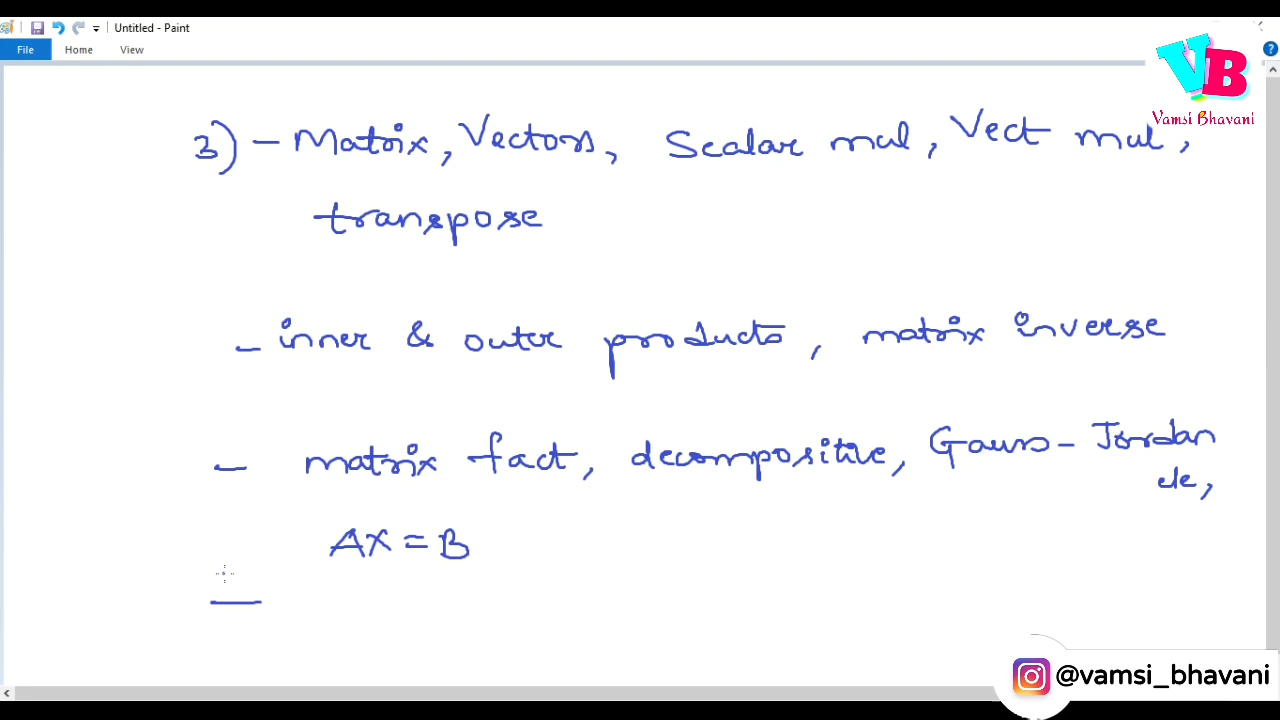 Untitled - Paint
File Home View
VB
Vamsi Bhavani
3) - Matrix, Vectors, Scalar mul, Vect mul,
transpose
- inner & outer products, matrix inverse
- matrix fact, decompositive, Gauss-Jordan
ele,
AX = B
@vamsi_bhavani